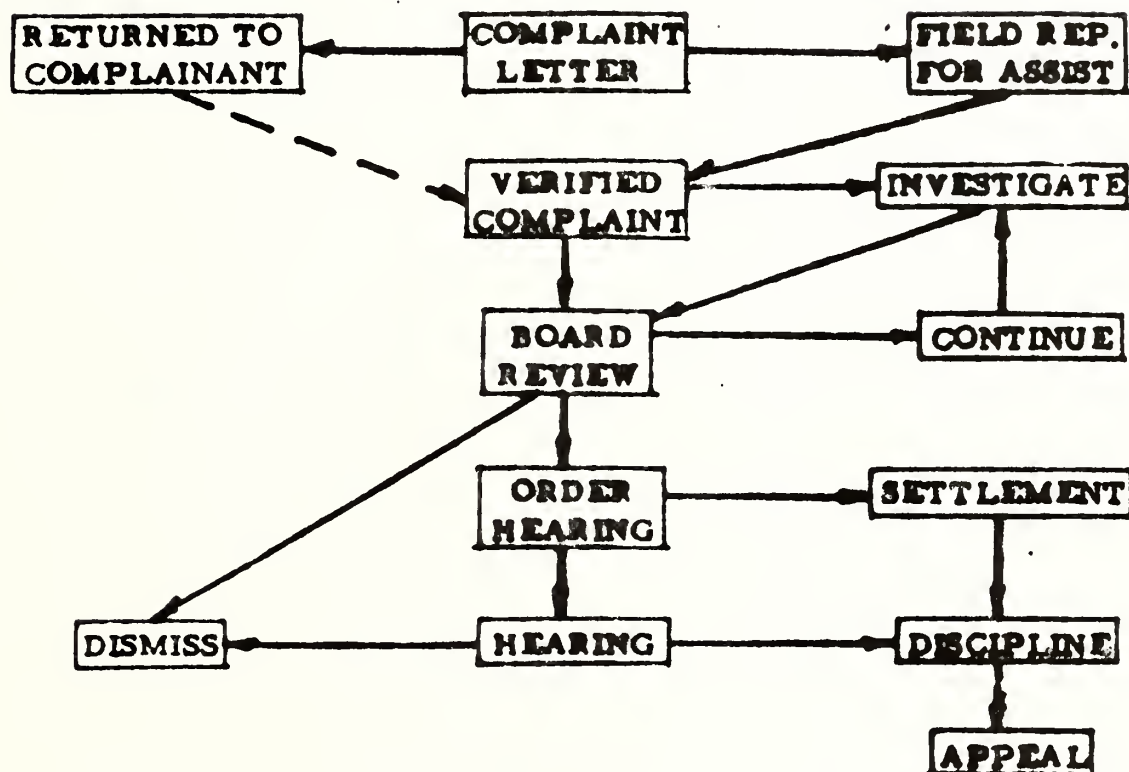 RETURNED TO
COMPLAINANT
COMPLAINT
LETTER
FIELD REP.
FOR ASSIST
VERIFIED
COMPLAINT
INVESTIGATE
BOARD
REVIEW
CONTINUE
ORDER
HEARING
SETTLEMENT
DISMISS
HEARING
DISCIPLINE
APPEAL